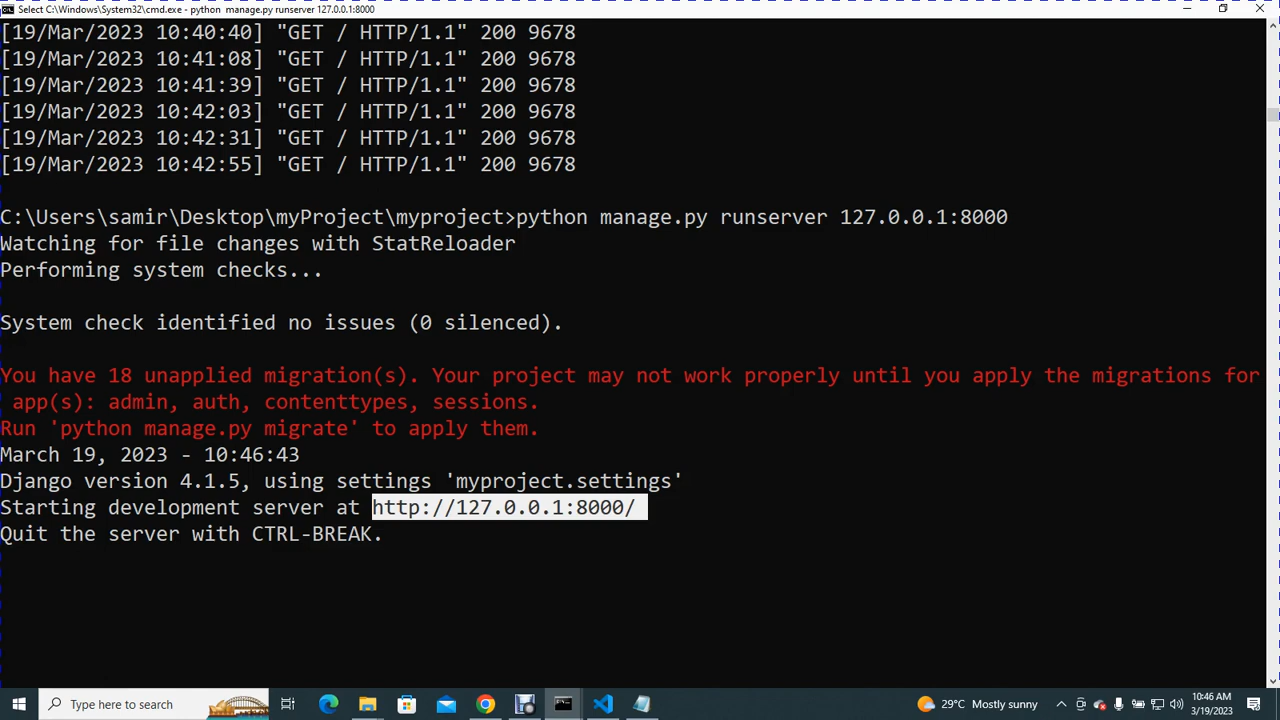 Select C:\Windows\System32\cmd.exe - python manage.py runserver 127.0.0.1:8000
[19/Mar/2023 10:40:40] "GET / HTTP/1.1" 200 9678
[19/Mar/2023 10:41:08] "GET / HTTP/1.1" 200 9678
[19/Mar/2023 10:41:39] "GET / HTTP/1.1" 200 9678
[19/Mar/2023 10:42:03] "GET / HTTP/1.1" 200 9678
[19/Mar/2023 10:42:31] "GET / HTTP/1.1" 200 9678
[19/Mar/2023 10:42:55] "GET / HTTP/1.1" 200 9678
C:\Users\samir\Desktop\myProject\myproject>python manage.py runserver 127.0.0.1:8000
Watching for file changes with StatReloader
Performing system checks...
System check identified no issues (0 silenced).
You have 18 unapplied migration(s). Your project may not work properly until you apply the migrations for
app(s): admin, auth, contenttypes, sessions.
Run 'python manage.py migrate' to apply them.
March 19, 2023 - 10:46:43
Django version 4.1.5, using settings 'myproject.settings'
Starting development server at http://127.0.0.1:8000/
Quit the server with CTRL-BREAK.
Type here to search
29°C Mostly sunny
10:46 AM
3/19/2023